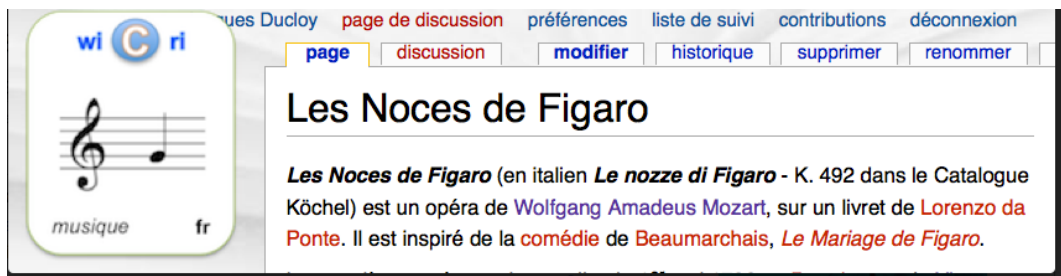 wi C ri
ues Ducloy page de discussion préférences liste de suivi contributions déconnexion
page discussion modifier historique supprimer renommer
Les Noces de Figaro
Les Noces de Figaro (en italien Le nozze di Figaro - K. 492 dans le Catalogue
Köchel) est un opéra de Wolfgang Amadeus Mozart, sur un livret de Lorenzo da
Ponte. Il est inspiré de la comédie de Beaumarchais, Le Mariage de Figaro.
musique fr